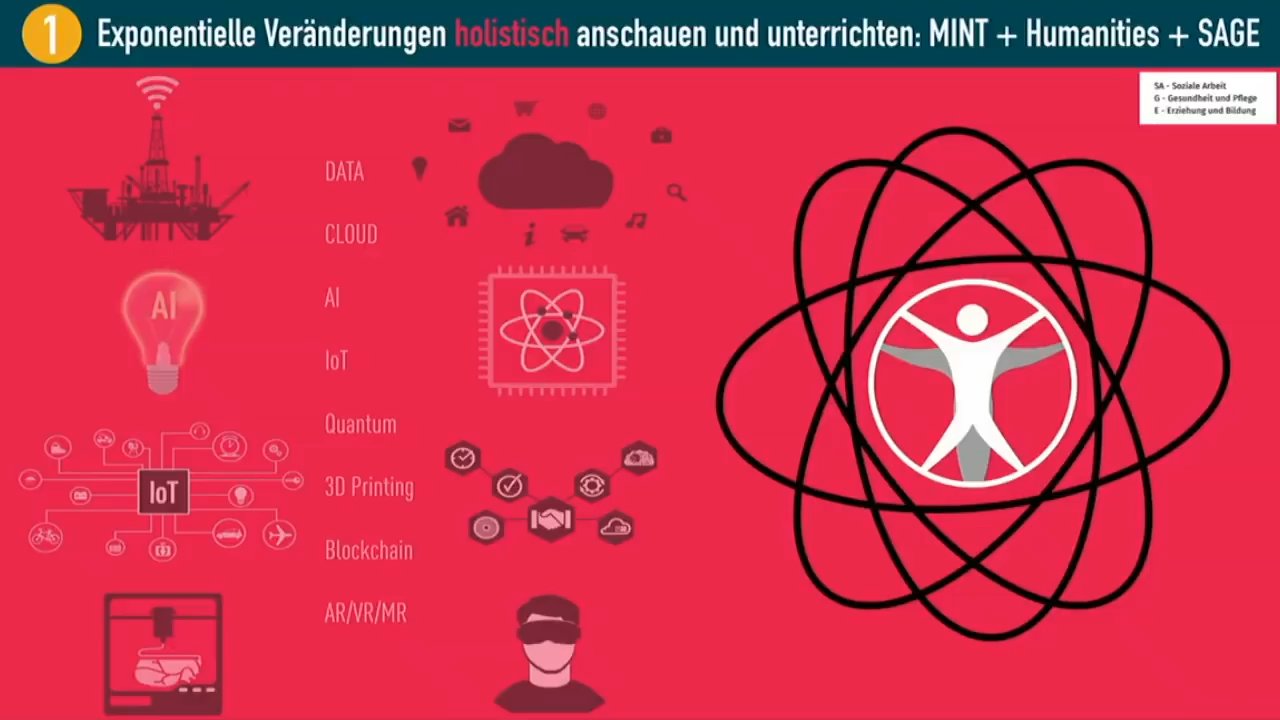 1 Exponentielle Veränderungen holistisch anschauen und unterrichten: MINT + Humanities + SAGE
SA - Soziale Arbeit
G - Gesundheit und Pflege
E - Erziehung und Bildung
DATA
CLOUD
AI
IoT
Quantum
3D Printing
Blockchain
AR/VR/MR
AI
IoT